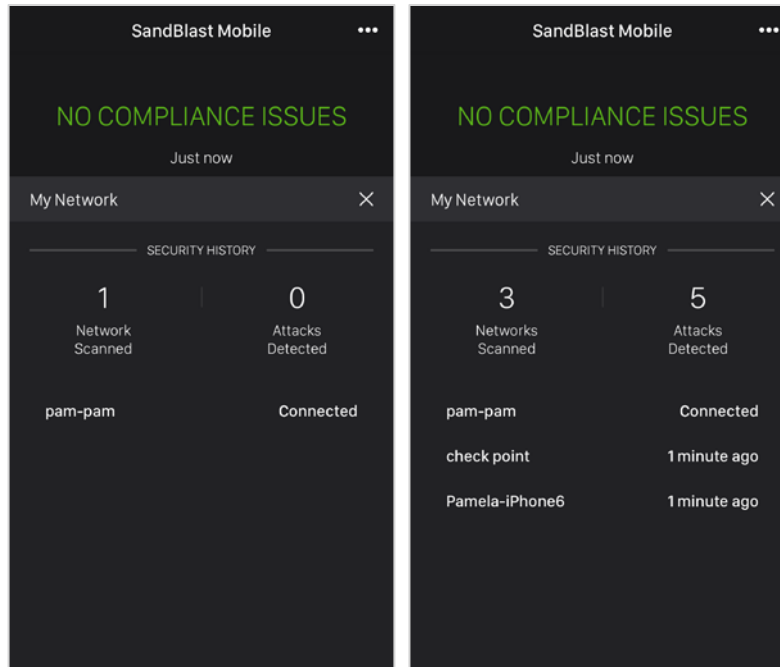 SandBlast Mobile •••
NO COMPLIANCE ISSUES
Just now
My Network ×
SECURITY HISTORY
1 0
Network Attacks
Scanned Detected
pam-pam Connected
SandBlast Mobile •••
NO COMPLIANCE ISSUES
Just now
My Network ×
SECURITY HISTORY
3 5
Networks Attacks
Scanned Detected
pam-pam Connected
check point 1 minute ago
Pamela-iPhone6 1 minute ago